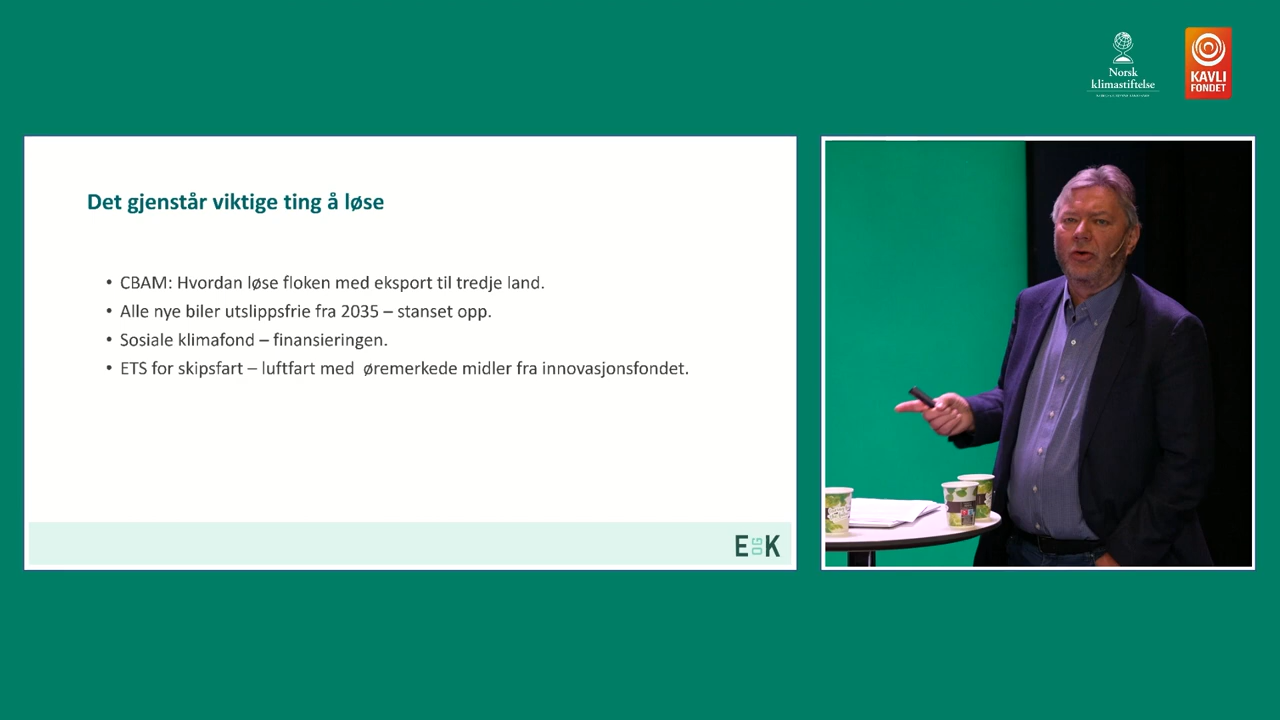 Norsk
klimastiftelse
KAVLI
FONDET
Det gjenstår viktige ting å løse
• CBAM: Hvordan løse floken med eksport til tredje land.
• Alle nye biler utslippsfrie fra 2035 – stanset opp.
• Sosiale klimafond – finansieringen.
• ETS for skipsfart – luftfart med  øremerkede midler fra innovasjonsfondet.
E OG K